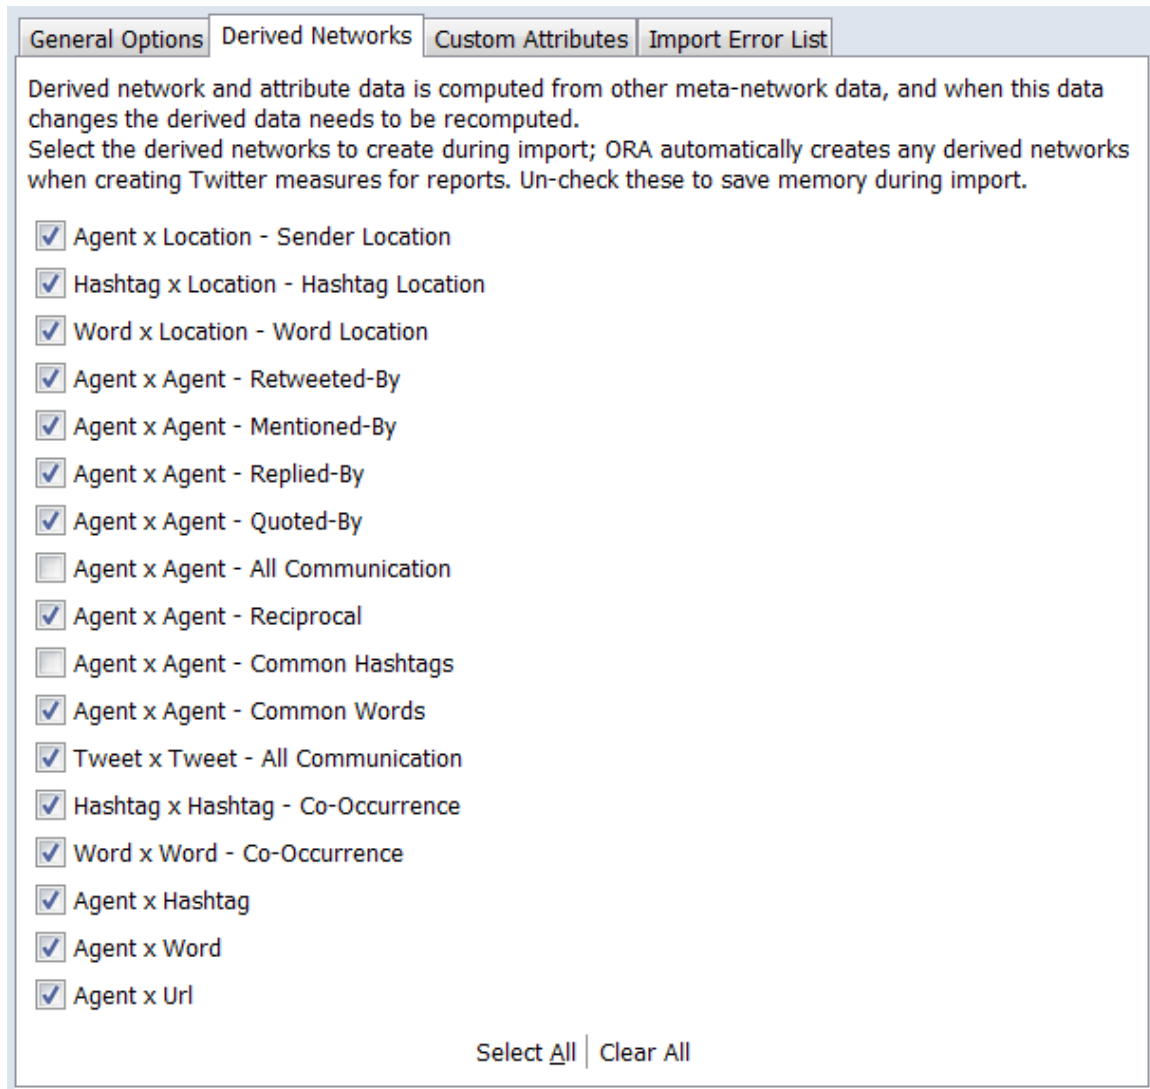 General Options Derived Networks Custom Attributes Import Error List
Derived network and attribute data is computed from other meta-network data, and when this data
changes the derived data needs to be recomputed.
Select the derived networks to create during import; ORA automatically creates any derived networks
when creating Twitter measures for reports. Un-check these to save memory during import.
Agent x Location - Sender Location
Hashtag x Location - Hashtag Location
Word x Location - Word Location
Agent x Agent - Retweeted-By
Agent x Agent - Mentioned-By
Agent x Agent - Replied-By
Agent x Agent - Quoted-By
Agent x Agent - All Communication
Agent x Agent - Reciprocal
Agent x Agent - Common Hashtags
Agent x Agent - Common Words
Tweet x Tweet - All Communication
Hashtag x Hashtag - Co-Occurrence
Word x Word - Co-Occurrence
Agent x Hashtag
Agent x Word
Agent x Url
Select All Clear All